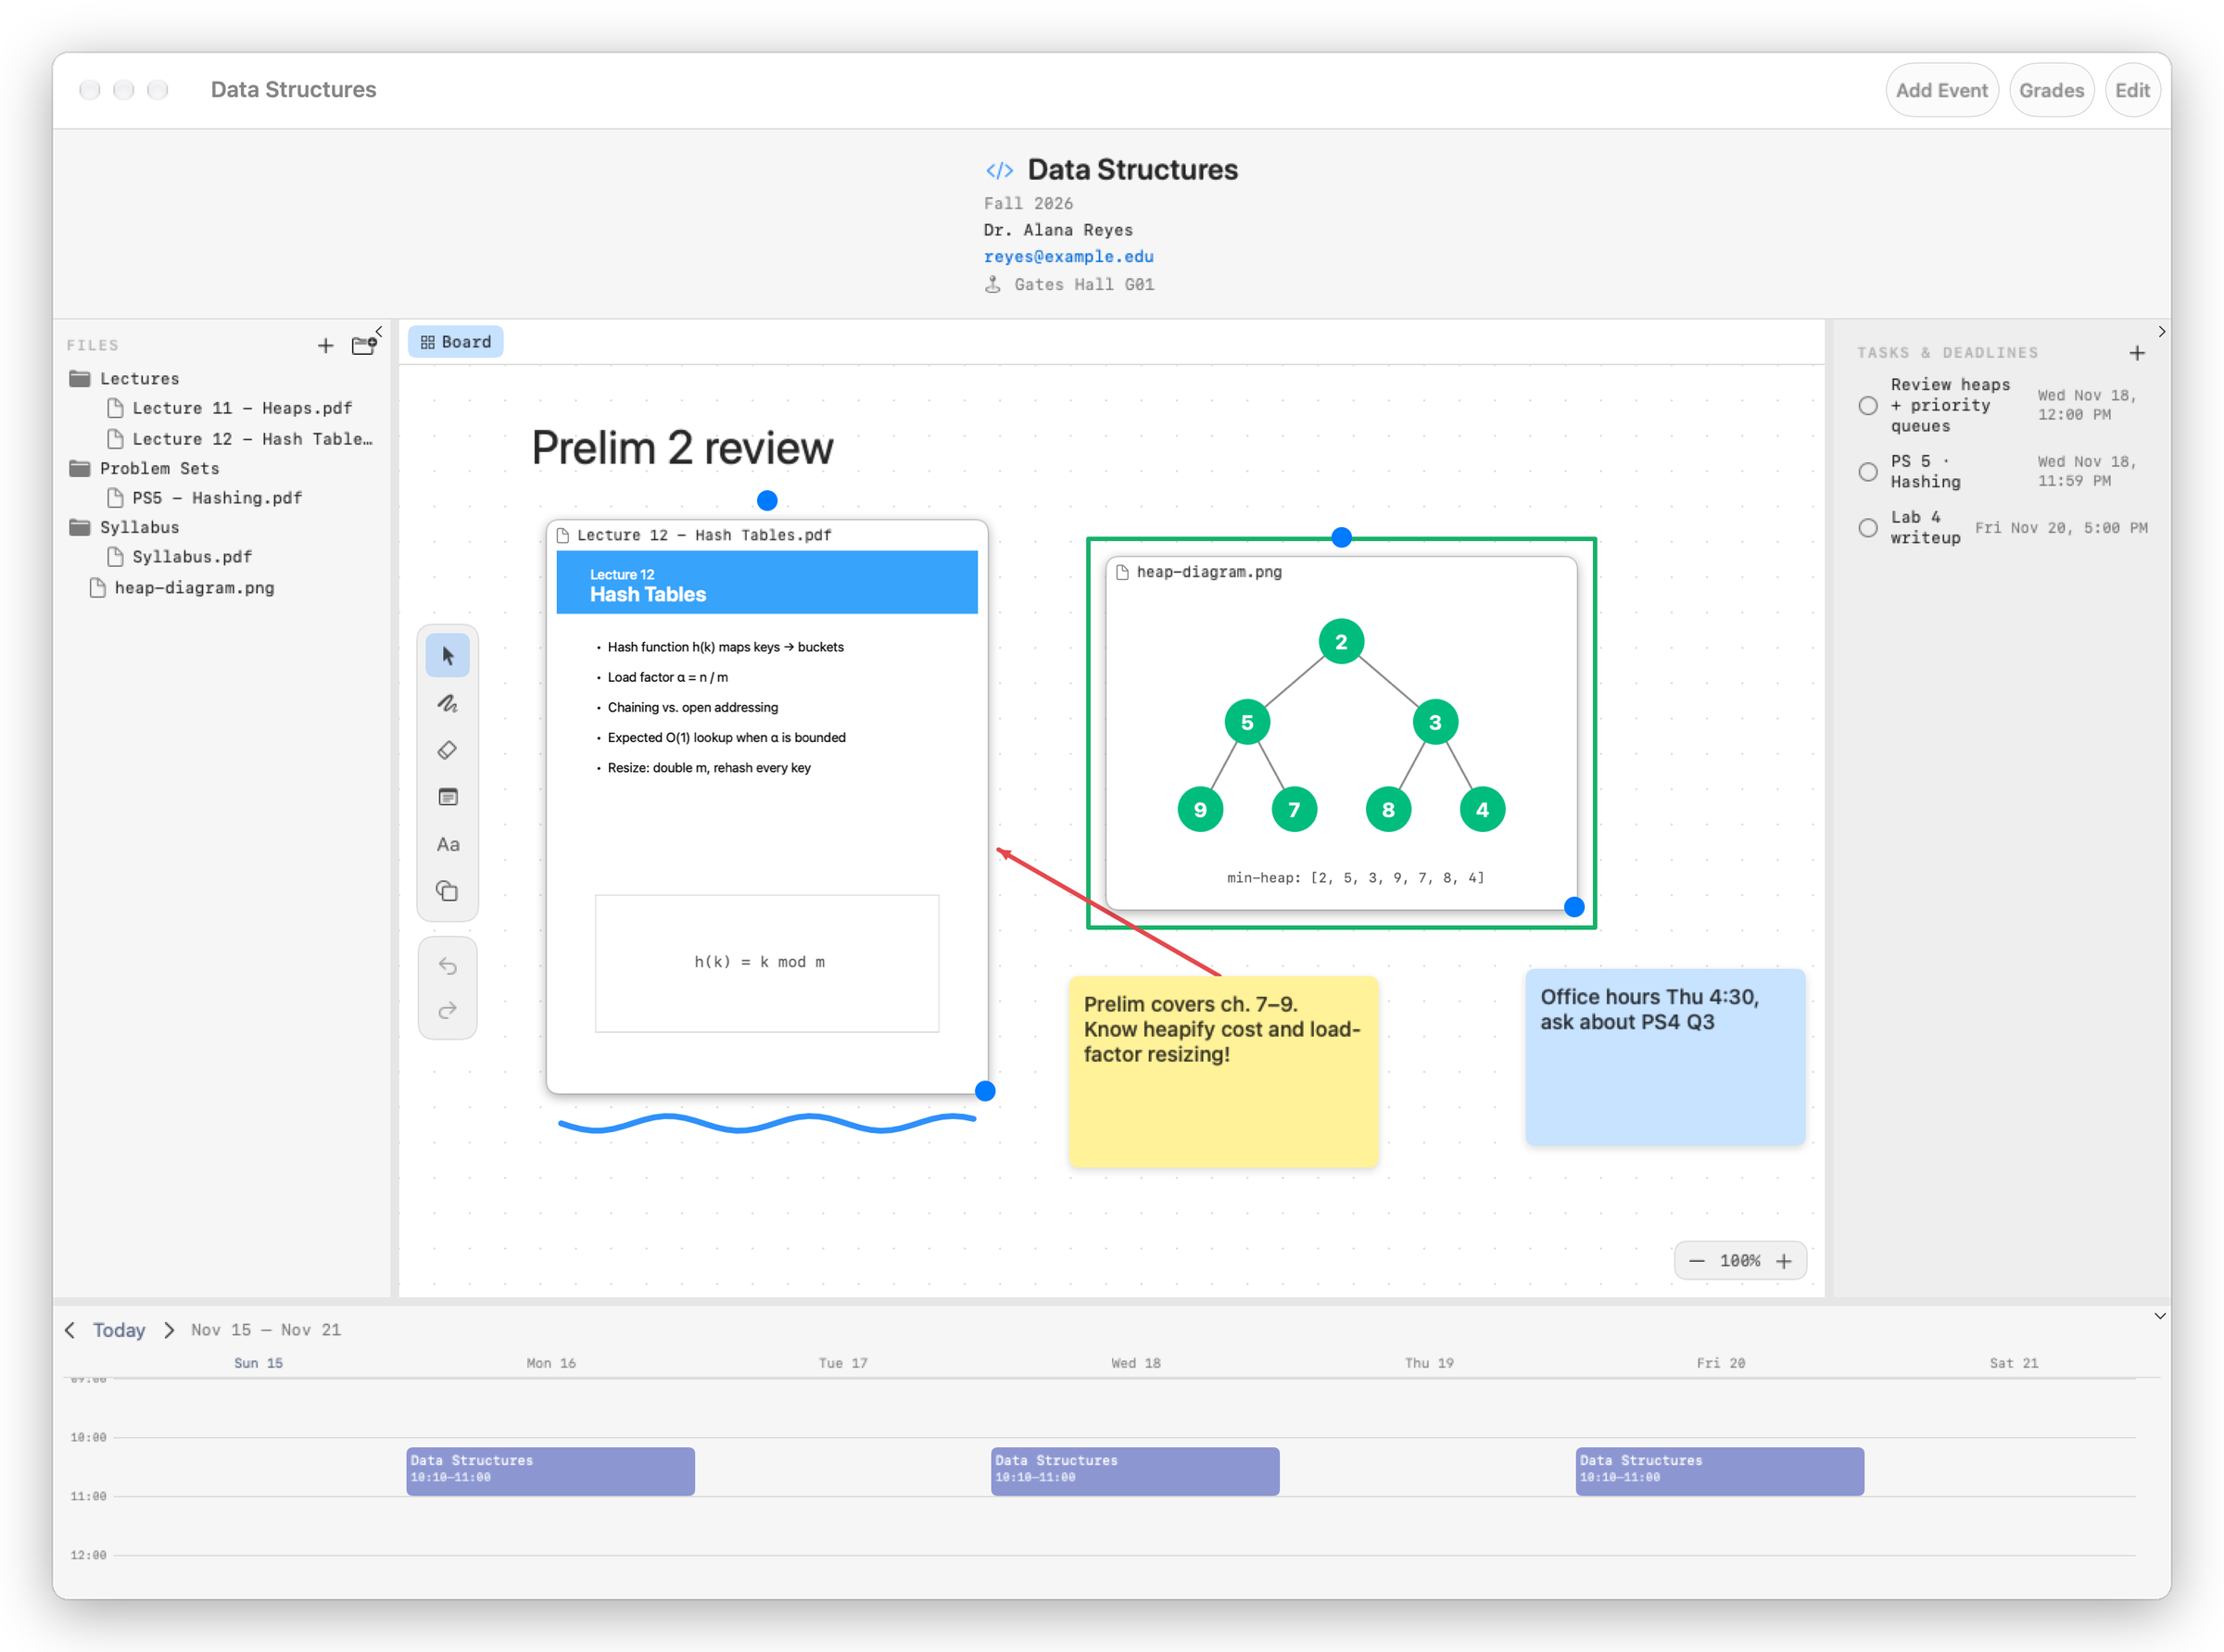 Data Structures
Add Event
Grades
Edit
</> Data Structures
Fall 2026
Dr. Alana Reyes
reyes@example.edu
Gates Hall G01
FILES
Lectures
Lecture 11 – Heaps.pdf
Lecture 12 – Hash Table…
Problem Sets
PS5 – Hashing.pdf
Syllabus
Syllabus.pdf
heap-diagram.png
Board
Prelim 2 review
Lecture 12 – Hash Tables.pdf
Lecture 12
Hash Tables
• Hash function h(k) maps keys → buckets
• Load factor α = n / m
• Chaining vs. open addressing
• Expected O(1) lookup when α is bounded
• Resize: double m, rehash every key
h(k) = k mod m
Aa
heap-diagram.png
2
5 3
9 7 8 4
min-heap: [2, 5, 3, 9, 7, 8, 4]
Prelim covers ch. 7–9.
Know heapify cost and load-
factor resizing!
Office hours Thu 4:30,
ask about PS4 Q3
100%
TASKS & DEADLINES
Review heaps
+ priority
queues
Wed Nov 18,
12:00 PM
PS 5 ·
Hashing
Wed Nov 18,
11:59 PM
Lab 4
writeup
Fri Nov 20, 5:00 PM
Today
Nov 15 – Nov 21
Sun 15
Mon 16
Tue 17
Wed 18
Thu 19
Fri 20
Sat 21
09:00
10:00
Data Structures
10:10–11:00
Data Structures
10:10–11:00
Data Structures
10:10–11:00
11:00
12:00